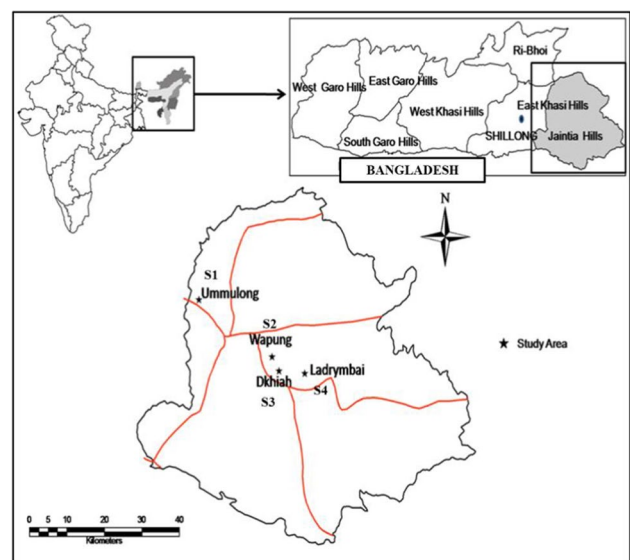 Ri-Bhoi
West Garo Hills
East Garo Hills
West Khasi Hills
East Khasi Hills
South Garo Hills
SHILLONG
Jaintia Hills
BANGLADESH
N
S1
Ummulong
S2
Wapung
Study Area
Dkhiah
Ladrymbai
S3
S4
0 5 10 20 30 40
Kilometers